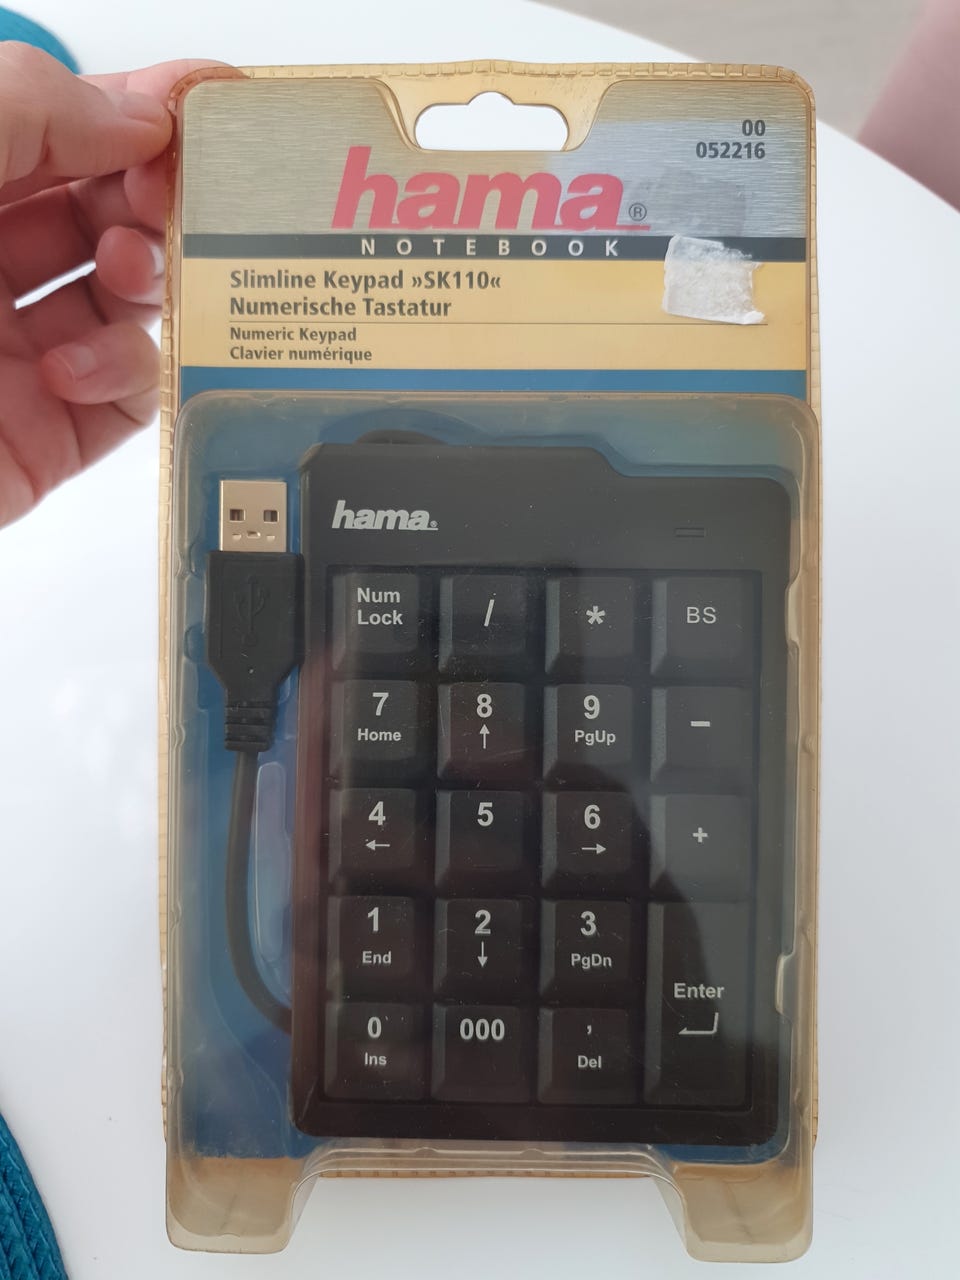 00
052216
hama®
NOTEBOOK
Slimline Keypad »SK110«
Numerische Tastatur
Numeric Keypad
Clavier numérique
hama®
Num Lock
/
*
BS
7 Home
8 ↑
9 PgUp
-
4 ←
5
6 →
+
1 End
2 ↓
3 PgDn
Enter
0 Ins
000
, Del